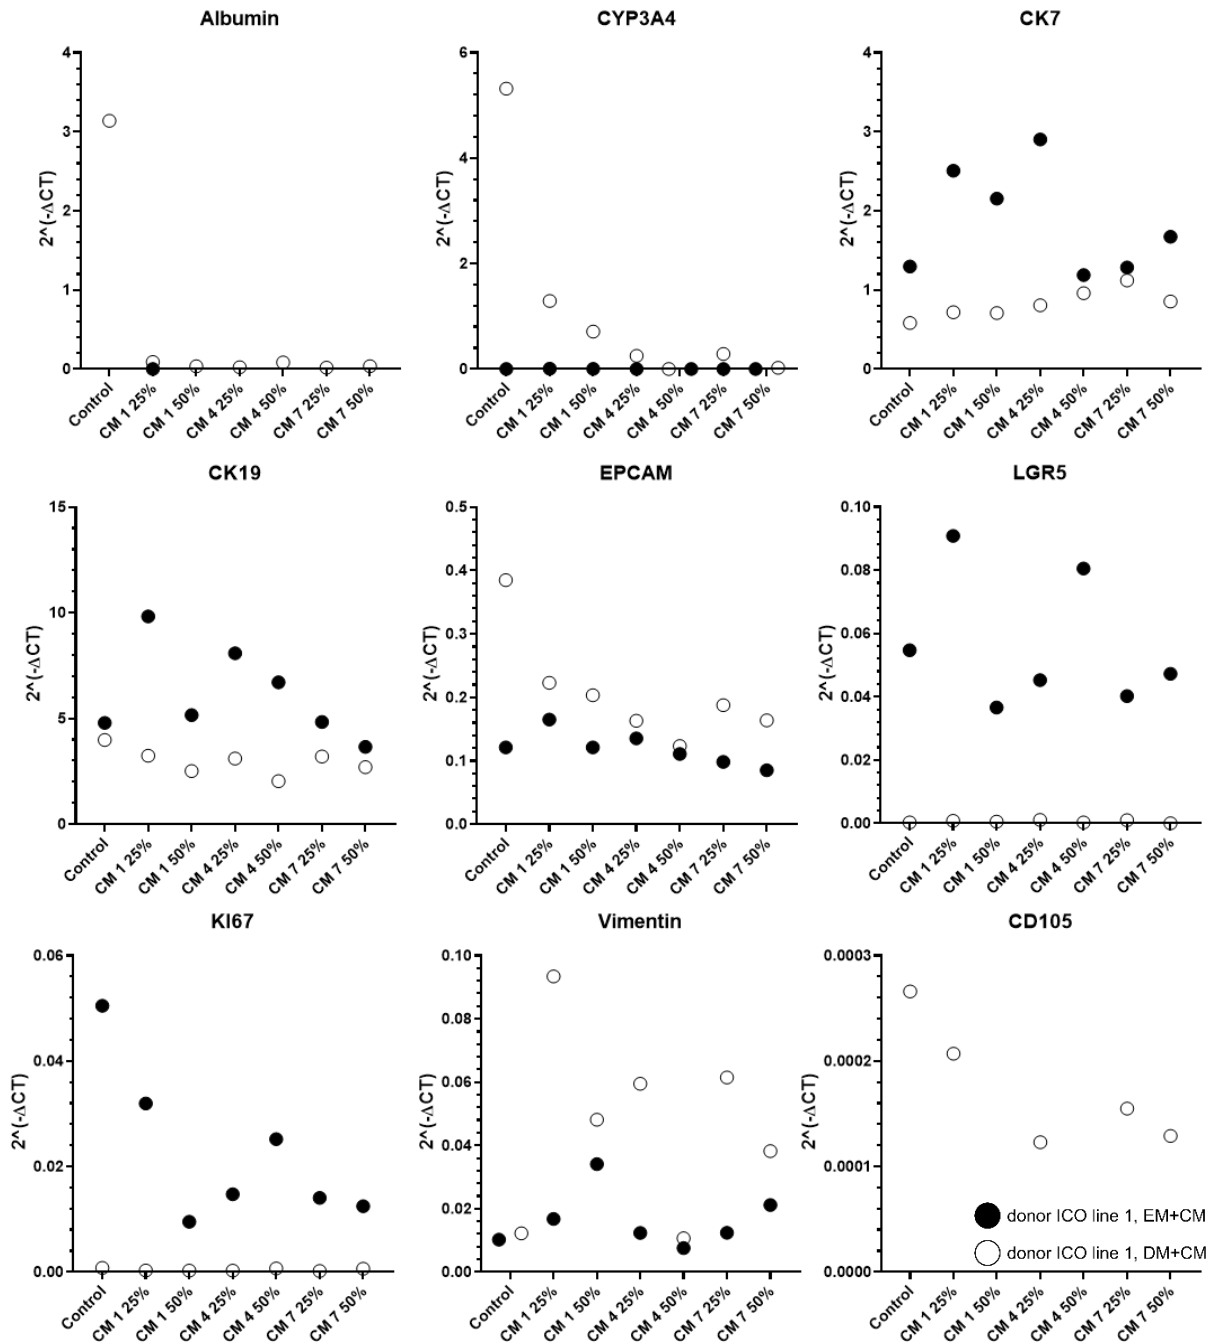 Albumin
CYP3A4
CK7
4
3
2
1
0
2^(-ΔCT)
Control
CM 1 25%
CM 1 50%
CM 4 25%
CM 4 50%
CM 7 25%
CM 7 50%
6
4
2
0
2^(-ΔCT)
Control
CM 1 25%
CM 1 50%
CM 4 25%
CM 4 50%
CM 7 25%
CM 7 50%
4
3
2
1
0
2^(-ΔCT)
Control
CM 1 25%
CM 1 50%
CM 4 25%
CM 4 50%
CM 7 25%
CM 7 50%
CK19
EPCAM
LGR5
15
10
5
0
2^(-ΔCT)
Control
CM 1 25%
CM 1 50%
CM 4 25%
CM 4 50%
CM 7 25%
CM 7 50%
0.5
0.4
0.3
0.2
0.1
0.0
2^(-ΔCT)
Control
CM 1 25%
CM 1 50%
CM 4 25%
CM 4 50%
CM 7 25%
CM 7 50%
0.10
0.08
0.06
0.04
0.02
0.00
2^(-ΔCT)
Control
CM 1 25%
CM 1 50%
CM 4 25%
CM 4 50%
CM 7 25%
CM 7 50%
KI67
Vimentin
CD105
0.06
0.04
0.02
0.00
2^(-ΔCT)
Control
CM 1 25%
CM 1 50%
CM 4 25%
CM 4 50%
CM 7 25%
CM 7 50%
0.10
0.08
0.06
0.04
0.02
0.00
2^(-ΔCT)
Control
CM 1 25%
CM 1 50%
CM 4 25%
CM 4 50%
CM 7 25%
CM 7 50%
0.0003
0.0002
0.0001
0.0000
2^(-ΔCT)
Control
CM 1 25%
CM 1 50%
CM 4 25%
CM 4 50%
CM 7 25%
CM 7 50%
donor ICO line 1, EM+CM
donor ICO line 1, DM+CM